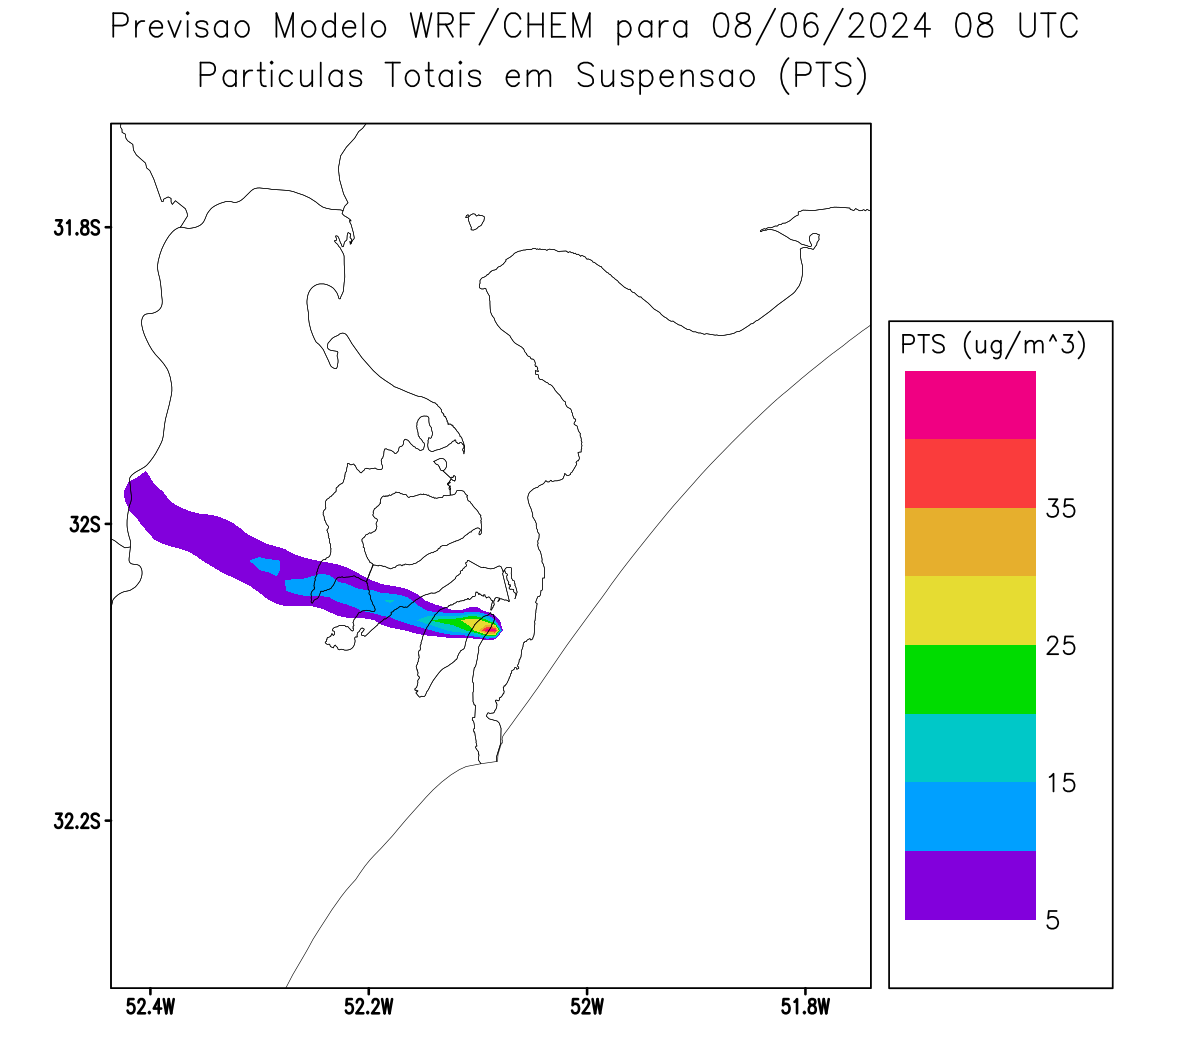 Previsao Modelo WRF/CHEM para 08/06/2024 08 UTC
Particulas Totais em Suspensao (PTS)
31.8S
32S
32.2S
52.4W
52.2W
52W
51.8W
PTS (ug/m^3)
35
25
15
5